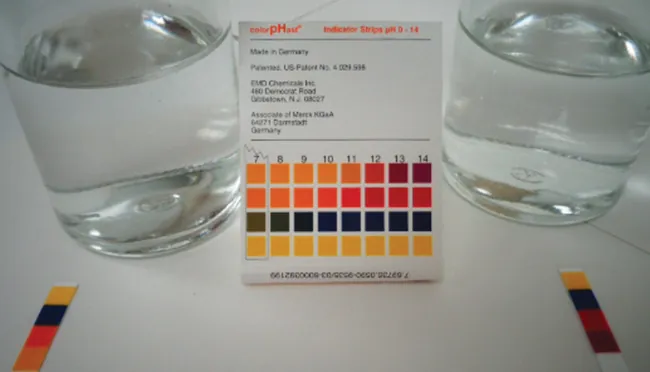 colorpHast® Indicator Strips pH 0 - 14
Made in Germany
Patented, US-Patent No. 4 029 598
EMD Chemicals Inc.
480 Democrat Road
Gibbstown, N.J. 08027
Associate of Merck KGaA
64271 Darmstadt
Germany
7 8 9 10 11 12 13 14